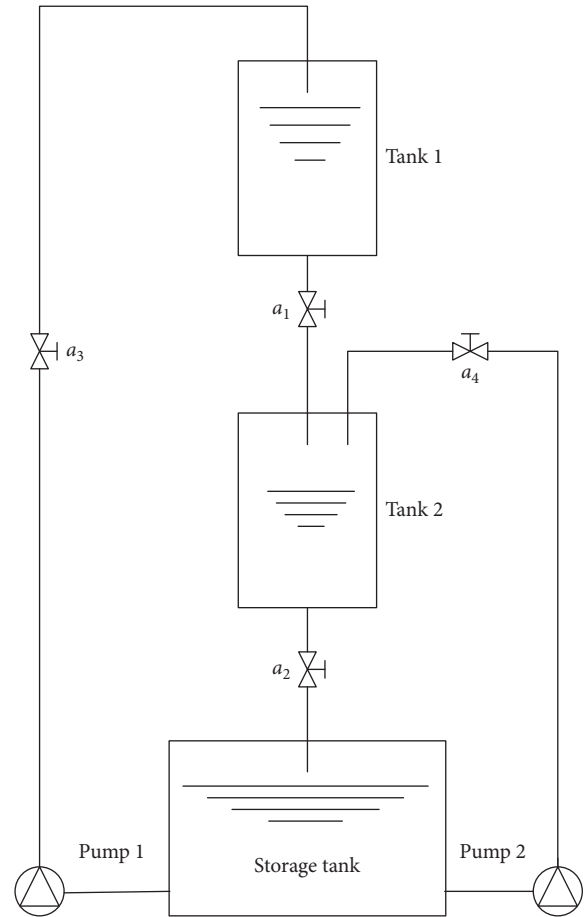 Tank 1
a1
a3
a4
Tank 2
a2
Pump 1
Storage tank
Pump 2